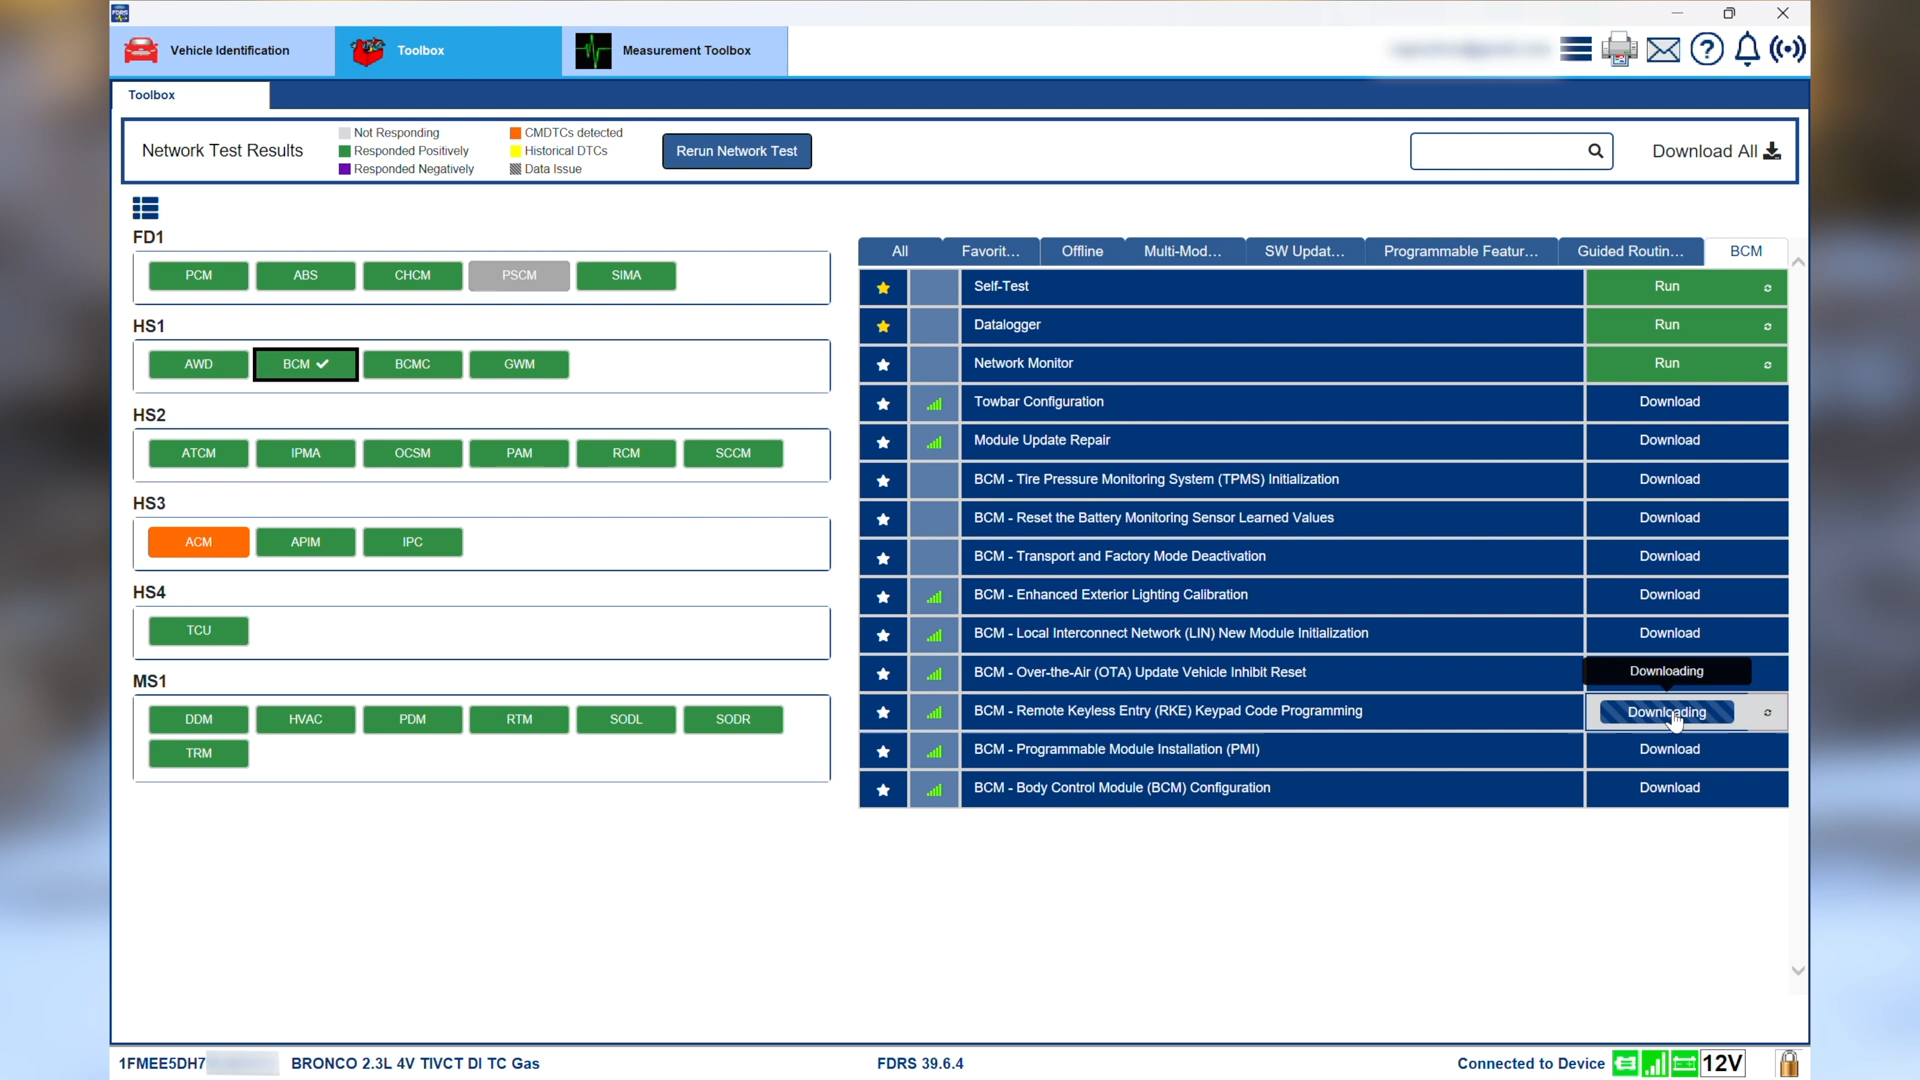 FDRS
Vehicle Identification
Toolbox
Measurement Toolbox
Toolbox
Network Test Results
Not Responding
Responded Positively
Responded Negatively
CMDTCs detected
Historical DTCs
Data Issue
Rerun Network Test
Download All
FD1
PCM ABS CHCM PSCM SIMA
HS1
AWD BCM BCMC GWM
HS2
ATCM IPMA OCSM PAM RCM SCCM
HS3
ACM APIM IPC
HS4
TCU
MS1
DDM HVAC PDM RTM SODL SODR
TRM
All Favorit... Offline Multi-Mod... SW Updat... Programmable Featur... Guided Routin... BCM
Self-Test Run
Datalogger Run
Network Monitor Run
Towbar Configuration Download
Module Update Repair Download
BCM - Tire Pressure Monitoring System (TPMS) Initialization Download
BCM - Reset the Battery Monitoring Sensor Learned Values Download
BCM - Transport and Factory Mode Deactivation Download
BCM - Enhanced Exterior Lighting Calibration Download
BCM - Local Interconnect Network (LIN) New Module Initialization Download
BCM - Over-the-Air (OTA) Update Vehicle Inhibit Reset Downloading
BCM - Remote Keyless Entry (RKE) Keypad Code Programming Downloading
BCM - Programmable Module Installation (PMI) Download
BCM - Body Control Module (BCM) Configuration Download
1FMEE5DH7 BRONCO 2.3L 4V TIVCT DI TC Gas FDRS 39.6.4 Connected to Device 12V